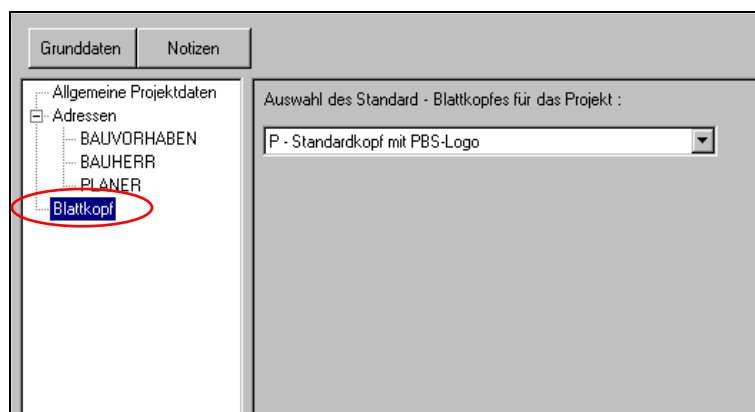 Grunddaten
Notizen
Allgemeine Projektdaten
Adressen
BAUVORHABEN
BAUHERR
PLANER
Blattkopf
Auswahl des Standard - Blattkopfes für das Projekt :
P - Standardkopf mit PBS-Logo